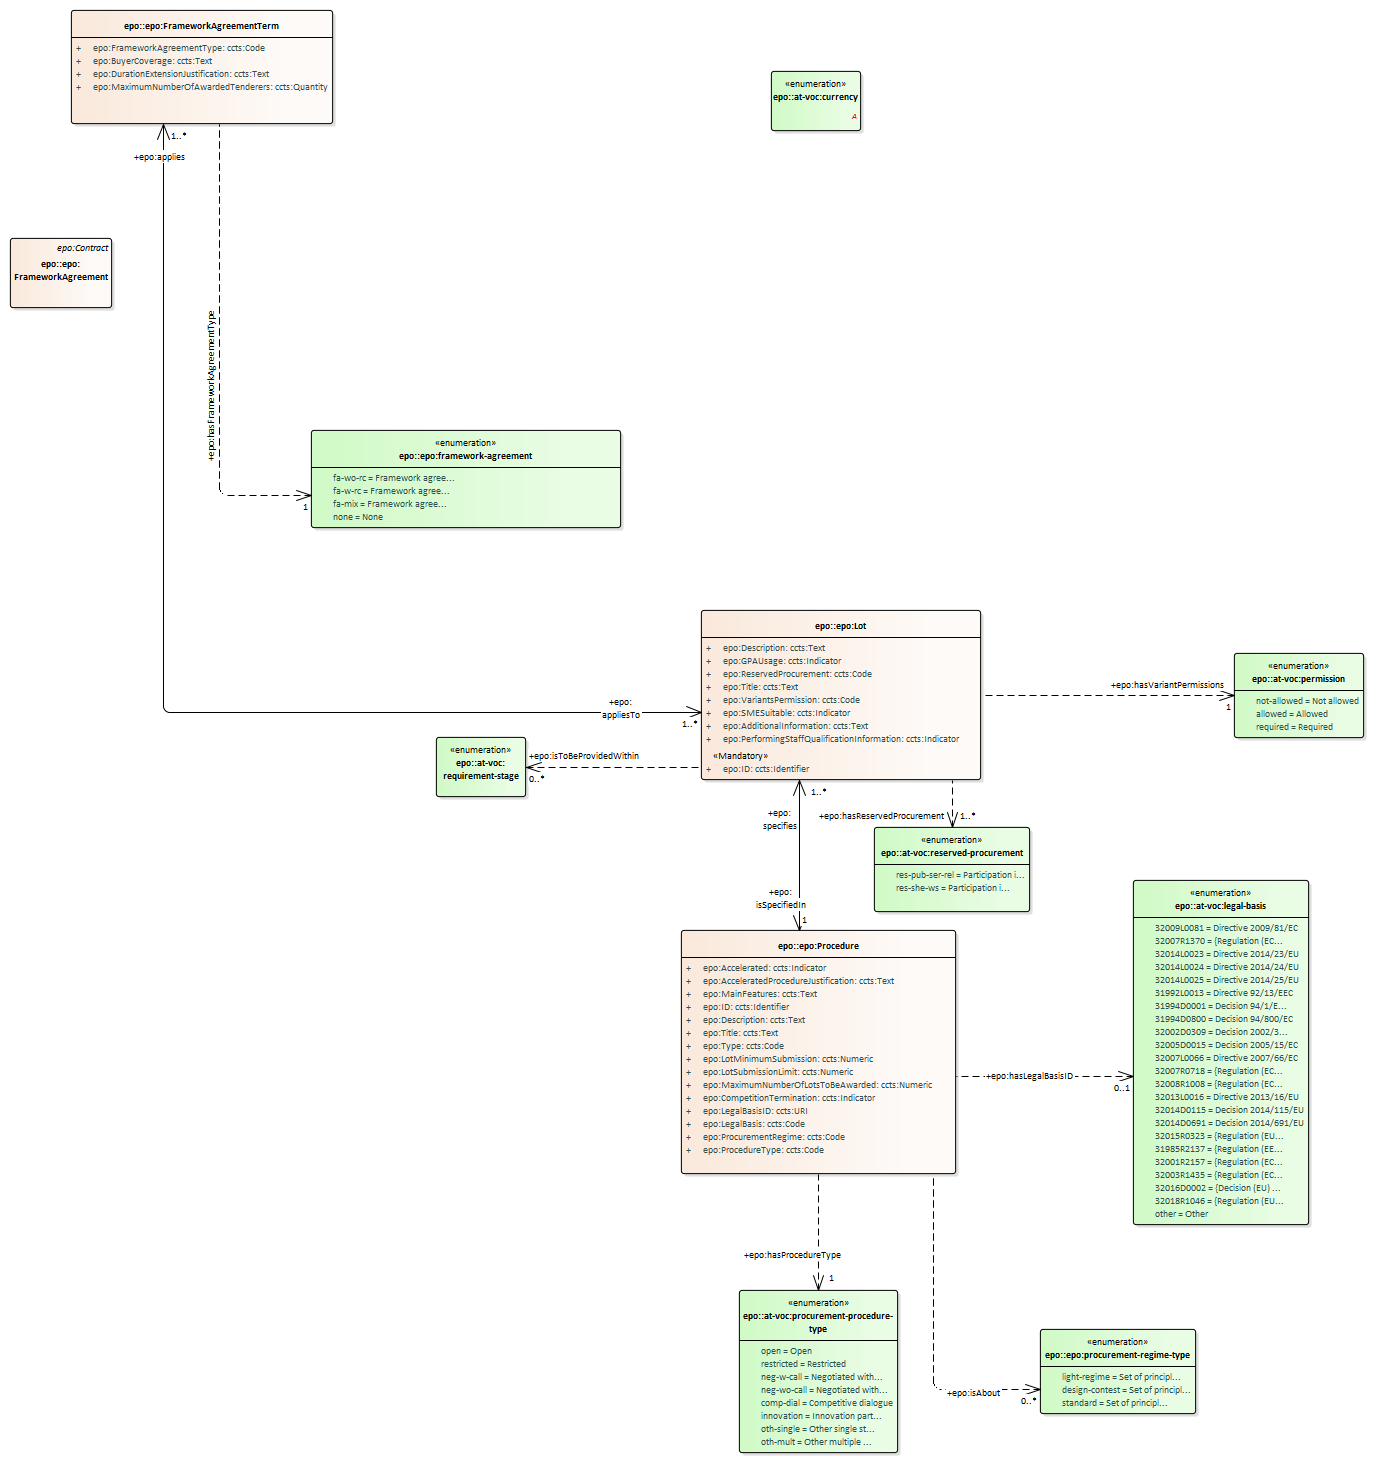 epo::epo:FrameworkAgreementTerm
+ epo:FrameworkAgreementType: ccts:Code
+ epo:BuyerCoverage: ccts:Text
+ epo:DurationExtensionJustification: ccts:Text
+ epo:MaximumNumberOfAwardedTenderers: ccts:Quantity
«enumeration»
epo::at-voc:currency
A
1..*
+epo:applies
epo:Contract
epo::epo:
FrameworkAgreement
+epo:hasFrameworkAgreementType
1
«enumeration»
epo::epo:framework-agreement
fa-wo-rc = Framework agree...
fa-w-rc = Framework agree...
fa-mix = Framework agree...
none = None
epo::epo:Lot
+ epo:Description: ccts:Text
+ epo:GPAUsage: ccts:Indicator
+ epo:ReservedProcurement: ccts:Code
+ epo:Title: ccts:Text
+ epo:VariantsPermission: ccts:Code
+ epo:SMESuitable: ccts:Indicator
+ epo:AdditionalInformation: ccts:Text
+ epo:PerformingStaffQualificationInformation: ccts:Indicator
«Mandatory»
+ epo:ID: ccts:Identifier
+epo:
appliesTo
1..*
+epo:hasVariantPermissions
1
«enumeration»
epo::at-voc:permission
not-allowed = Not allowed
allowed = Allowed
required = Required
«enumeration»
epo::at-voc:
requirement-stage
+epo:isToBeProvidedWithin
0..*
1..*
+epo:
specifies
+epo:hasReservedProcurement
1..*
«enumeration»
epo::at-voc:reserved-procurement
res-pub-ser-rel = Participation i...
res-she-ws = Participation i...
+epo:
isSpecifiedIn
1
epo::epo:Procedure
+ epo:Accelerated: ccts:Indicator
+ epo:AcceleratedProcedureJustification: ccts:Text
+ epo:MainFeatures: ccts:Text
+ epo:ID: ccts:Identifier
+ epo:Description: ccts:Text
+ epo:Title: ccts:Text
+ epo:Type: ccts:Code
+ epo:LotMinimumSubmission: ccts:Numeric
+ epo:LotSubmissionLimit: ccts:Numeric
+ epo:MaximumNumberOfLotsToBeAwarded: ccts:Numeric
+ epo:CompetitionTermination: ccts:Indicator
+ epo:LegalBasisID: ccts:URI
+ epo:LegalBasis: ccts:Code
+ epo:ProcurementRegime: ccts:Code
+ epo:ProcedureType: ccts:Code
+epo:hasLegalBasisID
0..1
«enumeration»
epo::at-voc:legal-basis
32009L0081 = Directive 2009/81/EC
32007R1370 = {Regulation (EC...
32014L0023 = Directive 2014/23/EU
32014L0024 = Directive 2014/24/EU
32014L0025 = Directive 2014/25/EU
31992L0013 = Directive 92/13/EEC
31994D0001 = Decision 94/1/E...
31994D0800 = Decision 94/800/EC
32002D0309 = Decision 2002/3...
32005D0015 = Decision 2005/15/EC
32007L0066 = Directive 2007/66/EC
32007R0718 = {Regulation (EC...
32008R1008 = {Regulation (EC...
32013L0016 = Directive 2013/16/EU
32014D0115 = Decision 2014/115/EU
32014D0691 = Decision 2014/691/EU
32015R0323 = {Regulation (EU...
31985R2137 = {Regulation (EE...
32001R2157 = {Regulation (EC...
32003R1435 = {Regulation (EC...
32016D0002 = {Decision (EU) ...
32018R1046 = {Regulation (EU...
other = Other
+epo:hasProcedureType
1
«enumeration»
epo::at-voc:procurement-procedure-
type
open = Open
restricted = Restricted
neg-w-call = Negotiated with...
neg-wo-call = Negotiated with...
comp-dial = Competitive dialogue
innovation = Innovation part...
oth-single = Other single st...
oth-mult = Other multiple ...
+epo:isAbout
0..*
«enumeration»
epo::epo:procurement-regime-type
light-regime = Set of principl...
design-contest = Set of principl...
standard = Set of principl...